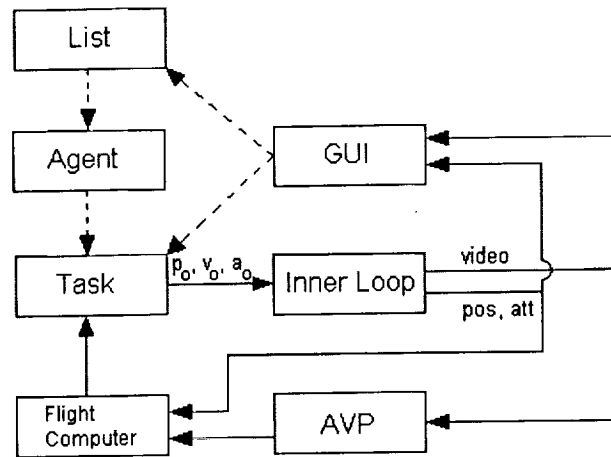 List
Agent
GUI
Task
p₀, v₀, a₀
Inner Loop
video
pos, att
Flight
Computer
AVP